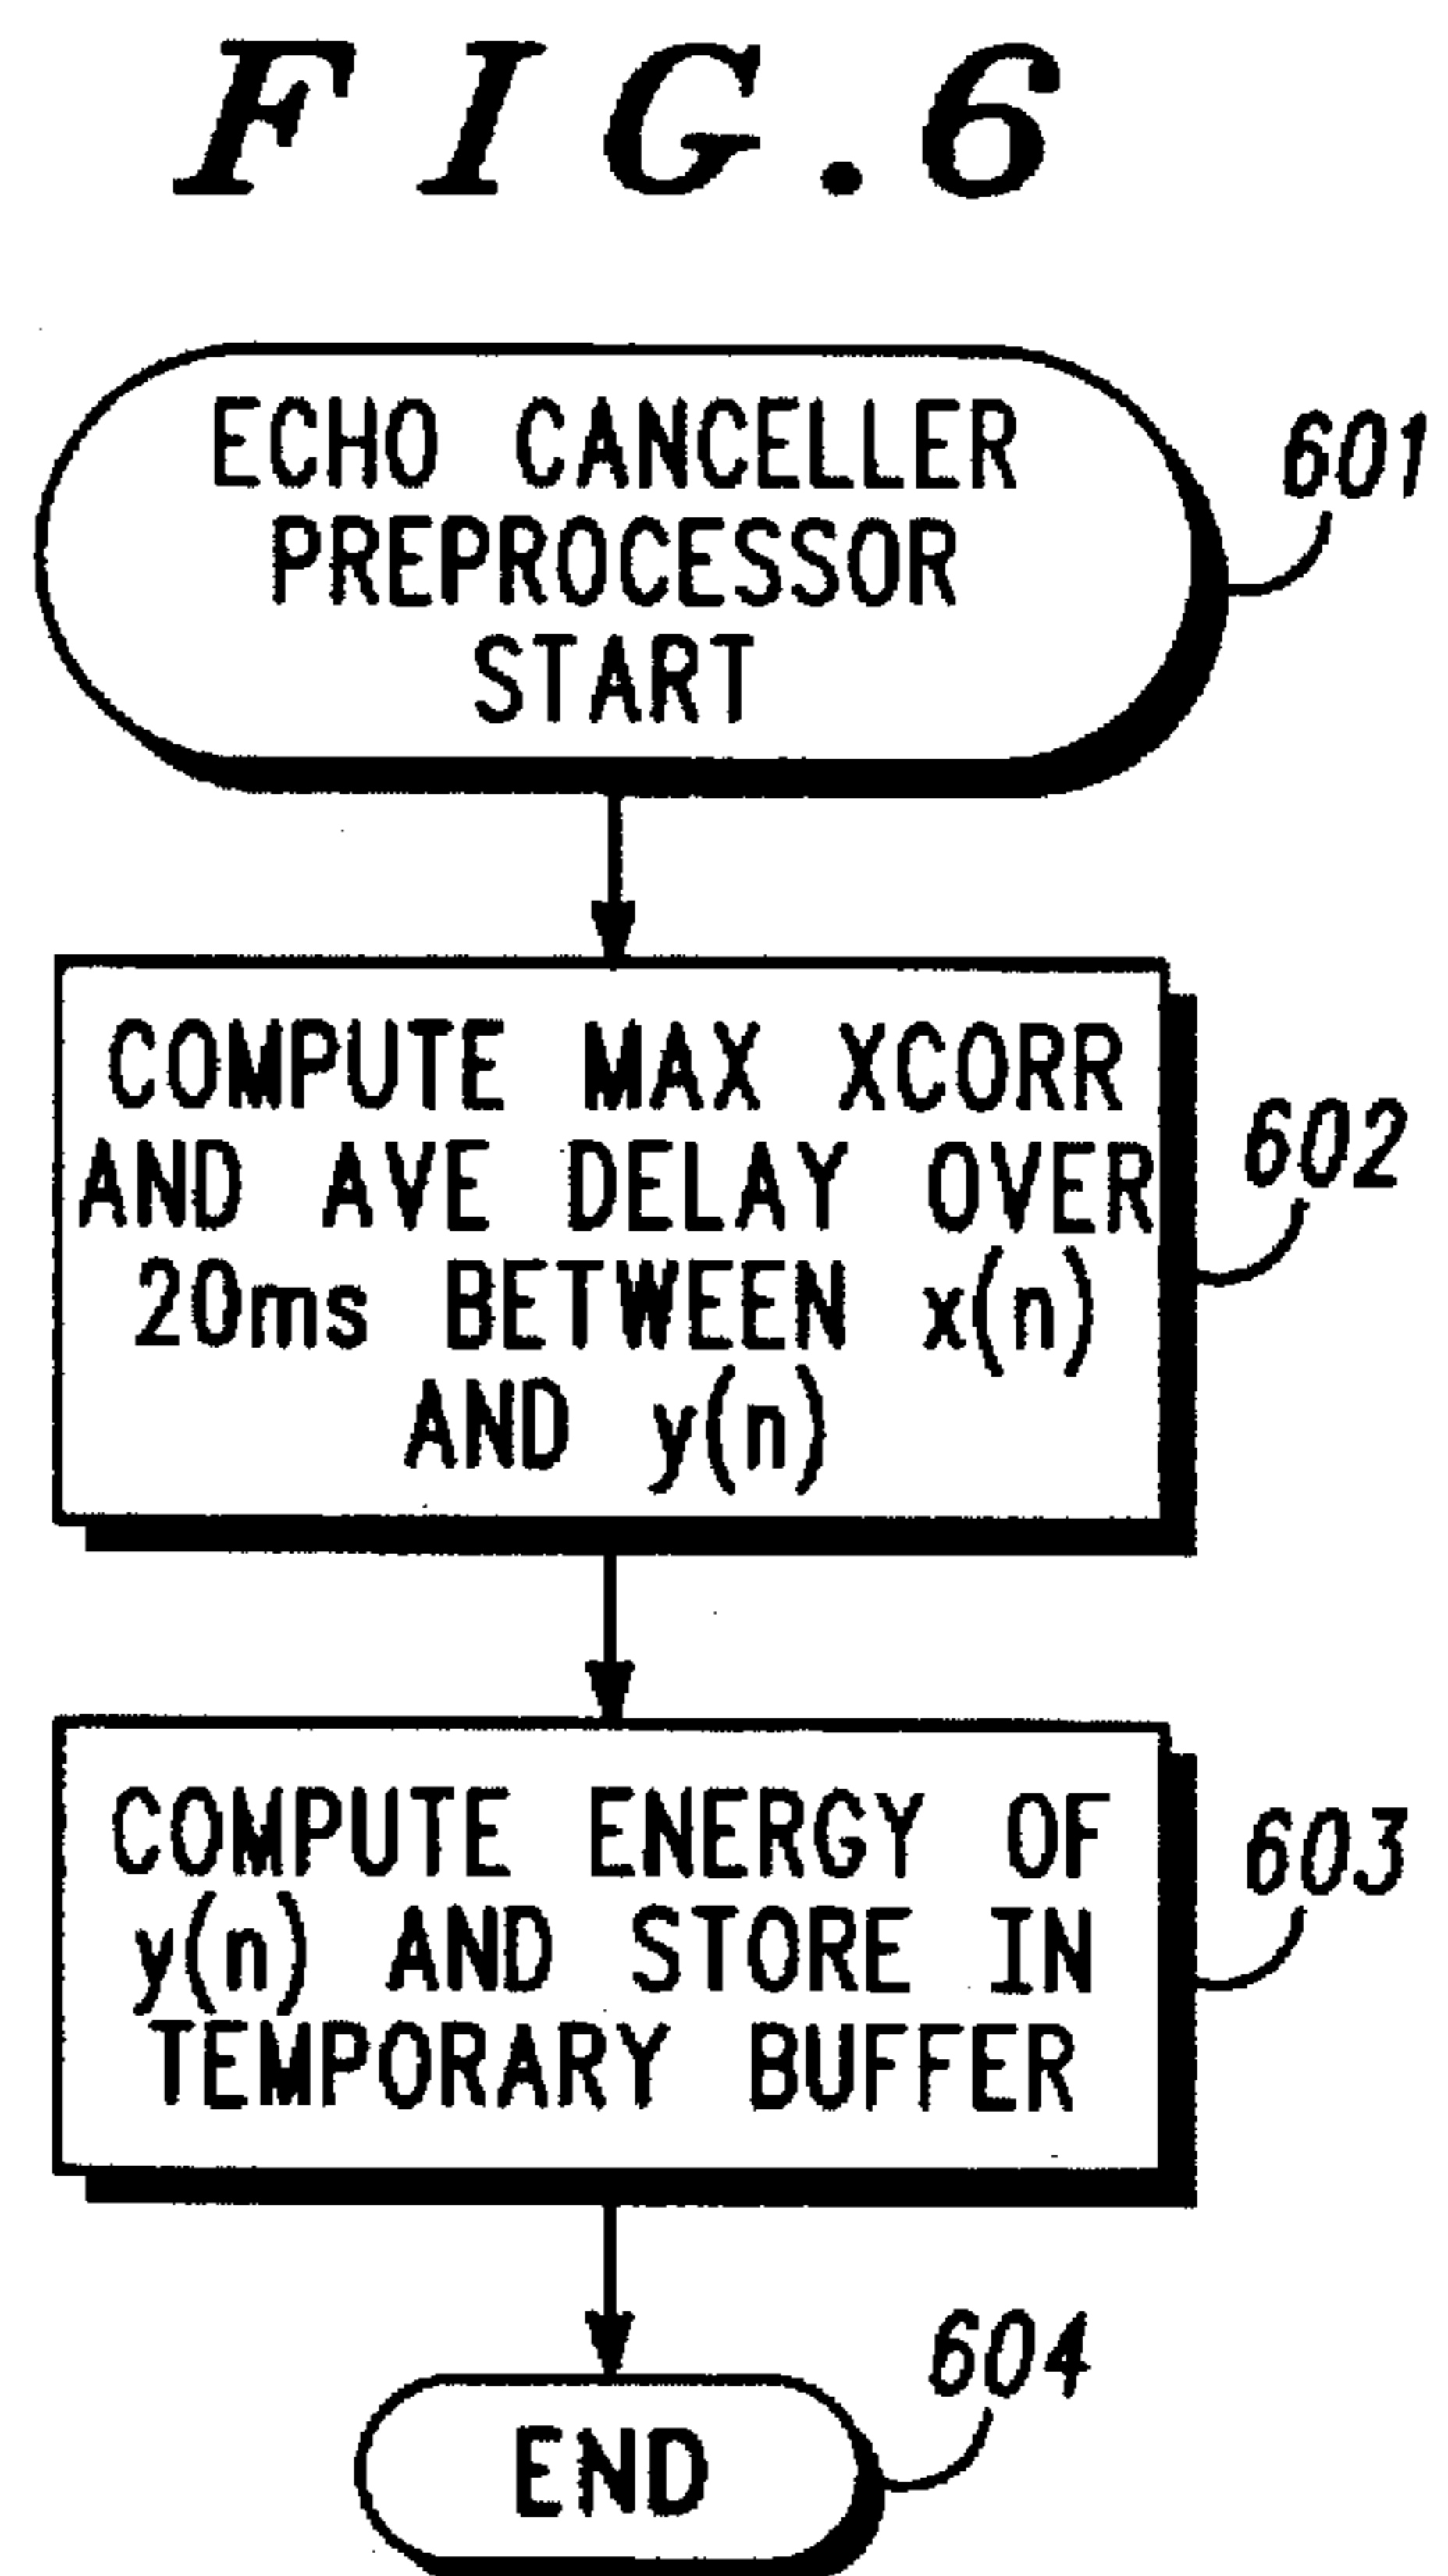 FIG.6
ECHO CANCELLER
PREPROCESSOR
START
601
COMPUTE MAX XCORR
AND AVE DELAY OVER
20ms BETWEEN x(n)
AND y(n)
602
COMPUTE ENERGY OF
y(n) AND STORE IN
TEMPORARY BUFFER
603
END
604